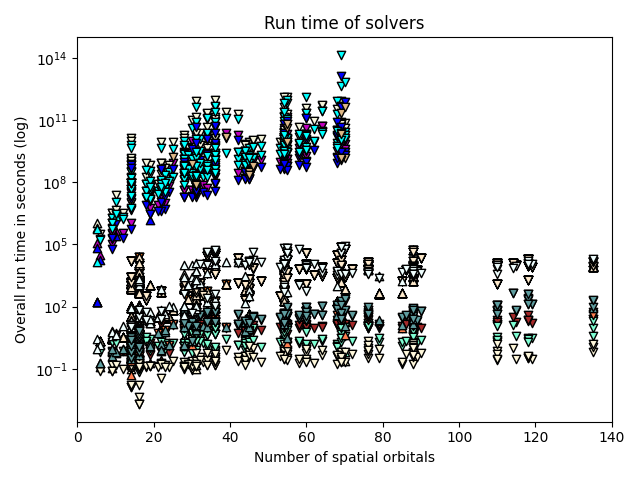 Run time of solvers
Overall run time in seconds (log)
10^14
10^11
10^8
10^5
10^2
10^−1
0 20 40 60 80 100 120 140
Number of spatial orbitals